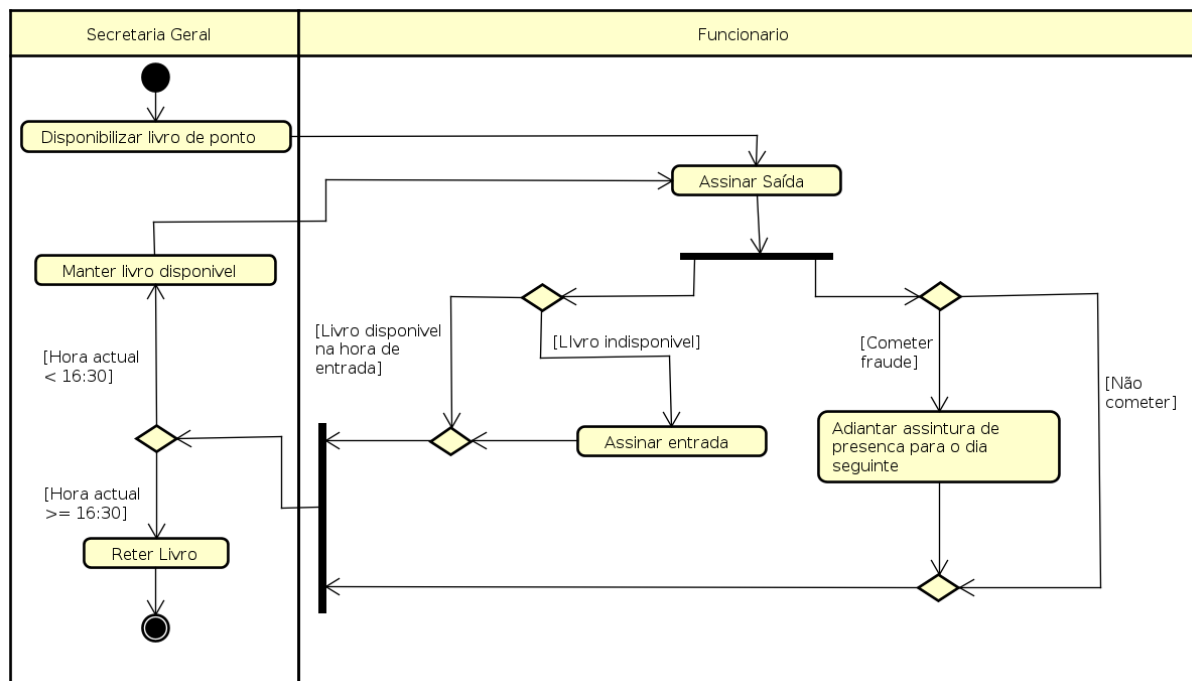 Secretaria Geral
Funcionario
Disponibilizar livro de ponto
Assinar Saída
Manter livro disponivel
[Livro disponivel
na hora de
entrada]
[LIvro indisponivel]
[Cometer
fraude]
[Hora actual
< 16:30]
[Não
cometer]
Assinar entrada
Adiantar assintura de
presenca para o dia
seguinte
[Hora actual
>= 16:30]
Reter Livro